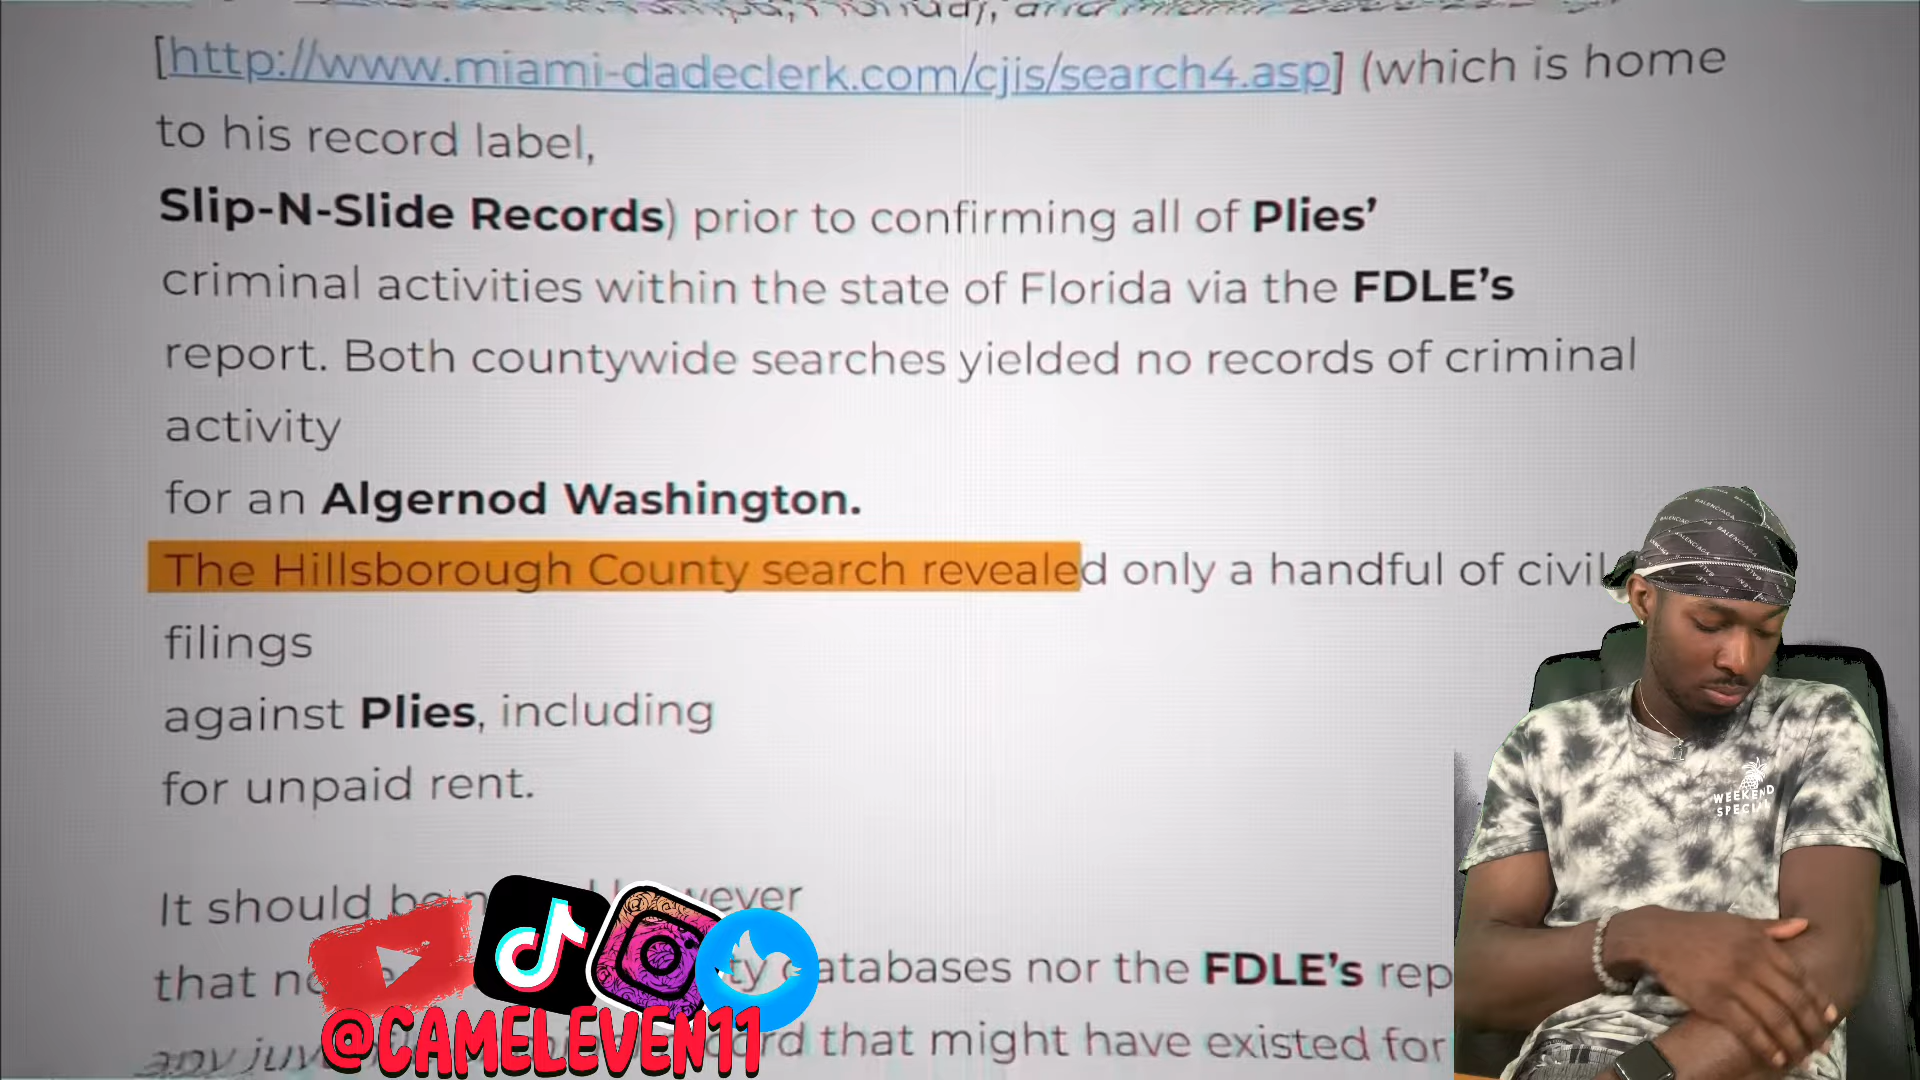 [http://www.miami-dadeclerk.com/cjis/search4.asp] (which is home
to his record label,
Slip-N-Slide Records) prior to confirming all of Plies’
criminal activities within the state of Florida via the FDLE’s
report. Both countywide searches yielded no records of criminal
activity
for an Algernod Washington.
The Hillsborough County search revealed only a handful of civil
filings
against Plies, including
for unpaid rent.
It should be
that
databases nor the FDLE’s
that might have existed for
@CAMELEVEN11
BALENCIAGA
WEEKEND
SPECIAL